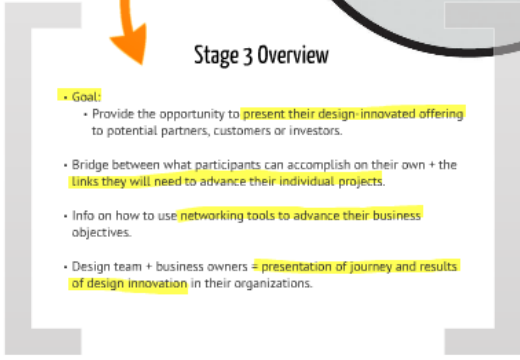 Stage 3 Overview
• Goal:
• Provide the opportunity to present their design-innovated offering
to potential partners, customers or investors.
• Bridge between what participants can accomplish on their own + the
links they will need to advance their individual projects.
• Info on how to use networking tools to advance their business
objectives.
• Design team + business owners = presentation of journey and results
of design innovation in their organizations.